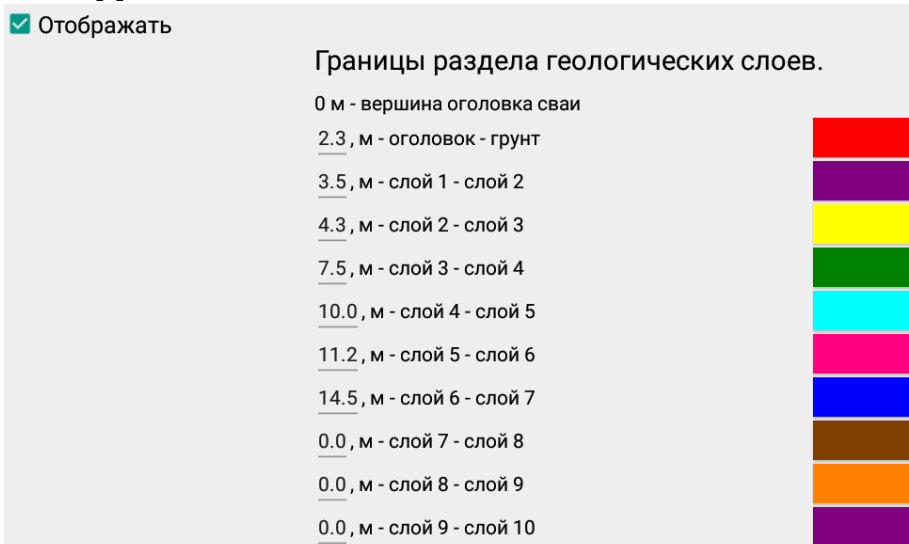 Отображать
Границы раздела геологических слоев.
0 м - вершина оголовка сваи
2.3 , м - оголовок - грунт
3.5 , м - слой 1 - слой 2
4.3 , м - слой 2 - слой 3
7.5 , м - слой 3 - слой 4
10.0 , м - слой 4 - слой 5
11.2 , м - слой 5 - слой 6
14.5 , м - слой 6 - слой 7
0.0 , м - слой 7 - слой 8
0.0 , м - слой 8 - слой 9
0.0 , м - слой 9 - слой 10